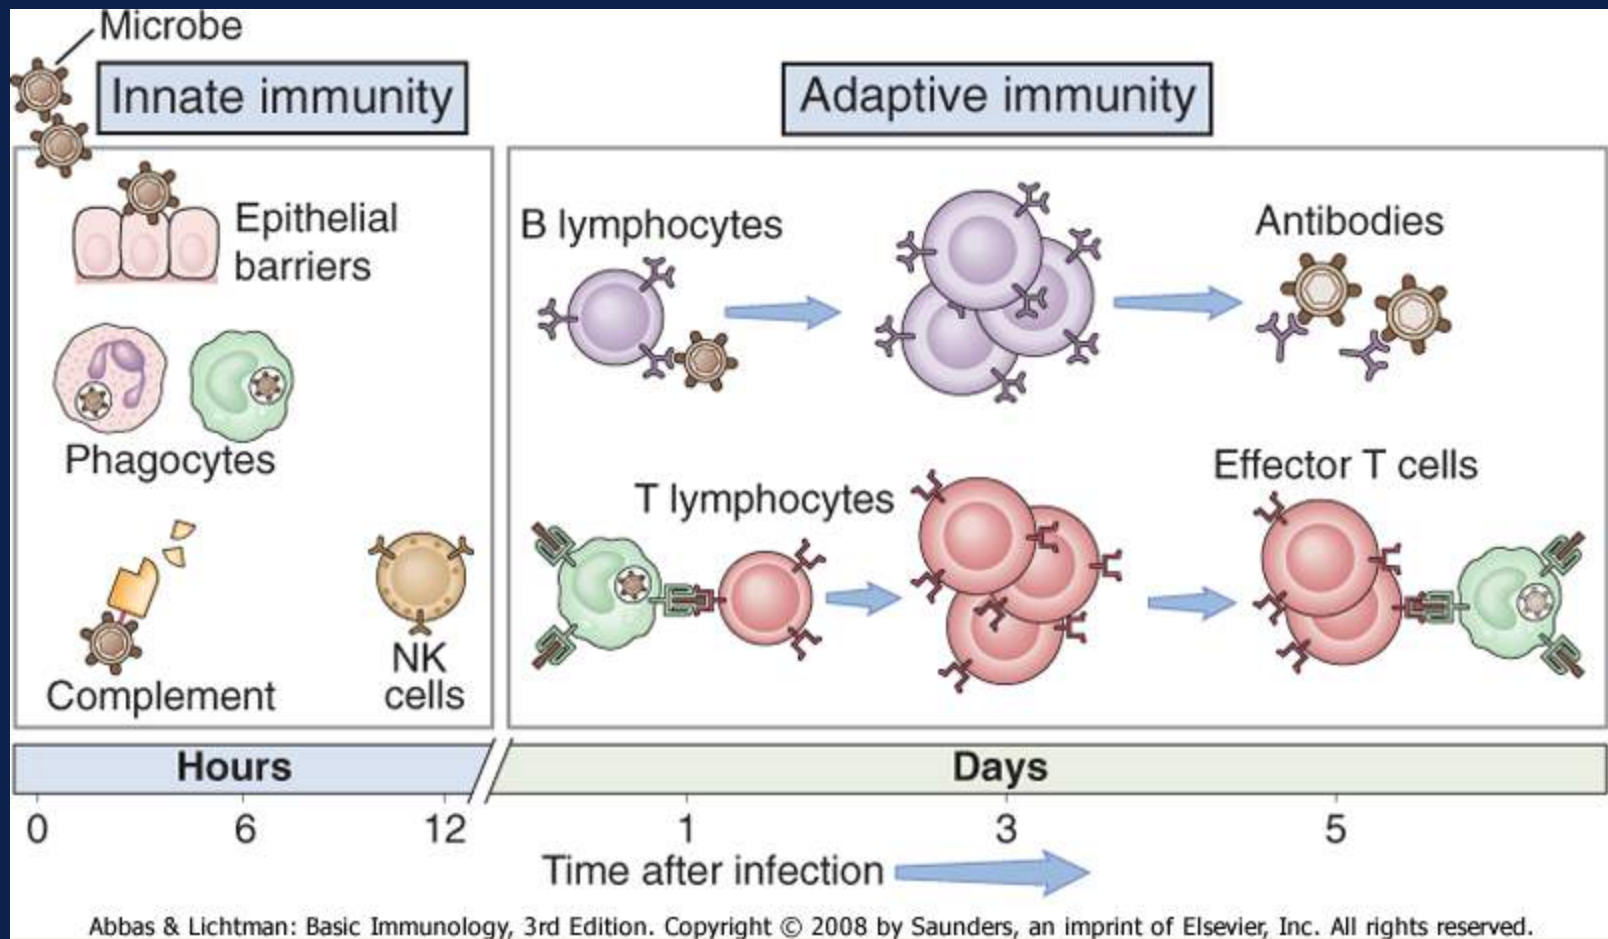 Microbe
Innate immunity
Adaptive immunity
Epithelial
barriers
Phagocytes
Complement
NK
cells
B lymphocytes
Antibodies
T lymphocytes
Effector T cells
Hours
Days
0 6 12 1 3 5
Time after infection
Abbas & Lichtman: Basic Immunology, 3rd Edition. Copyright © 2008 by Saunders, an imprint of Elsevier, Inc. All rights reserved.